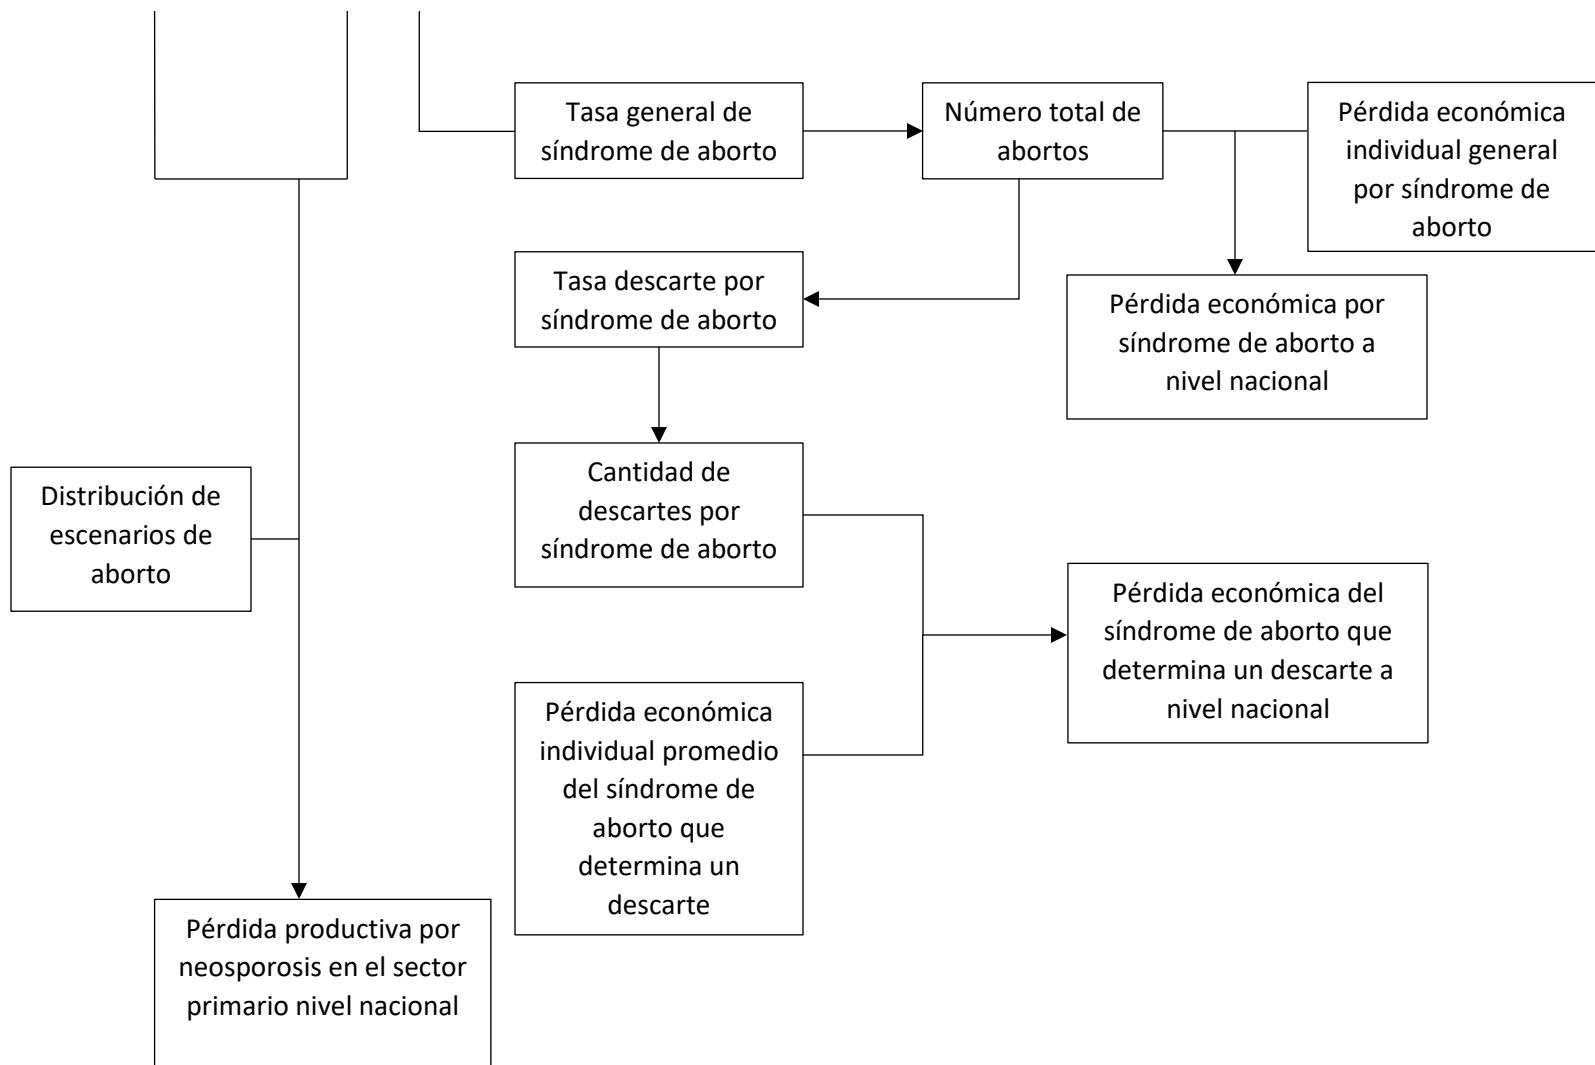 Tasa general de
síndrome de aborto
Número total de
abortos
Pérdida económica
individual general
por síndrome de
aborto
Tasa descarte por
síndrome de aborto
Pérdida económica por
síndrome de aborto a
nivel nacional
Cantidad de
descartes por
síndrome de aborto
Distribución de
escenarios de
aborto
Pérdida económica del
síndrome de aborto que
determina un descarte a
nivel nacional
Pérdida económica
individual promedio
del síndrome de
aborto que
determina un
descarte
Pérdida productiva por
neosporosis en el sector
primario nivel nacional